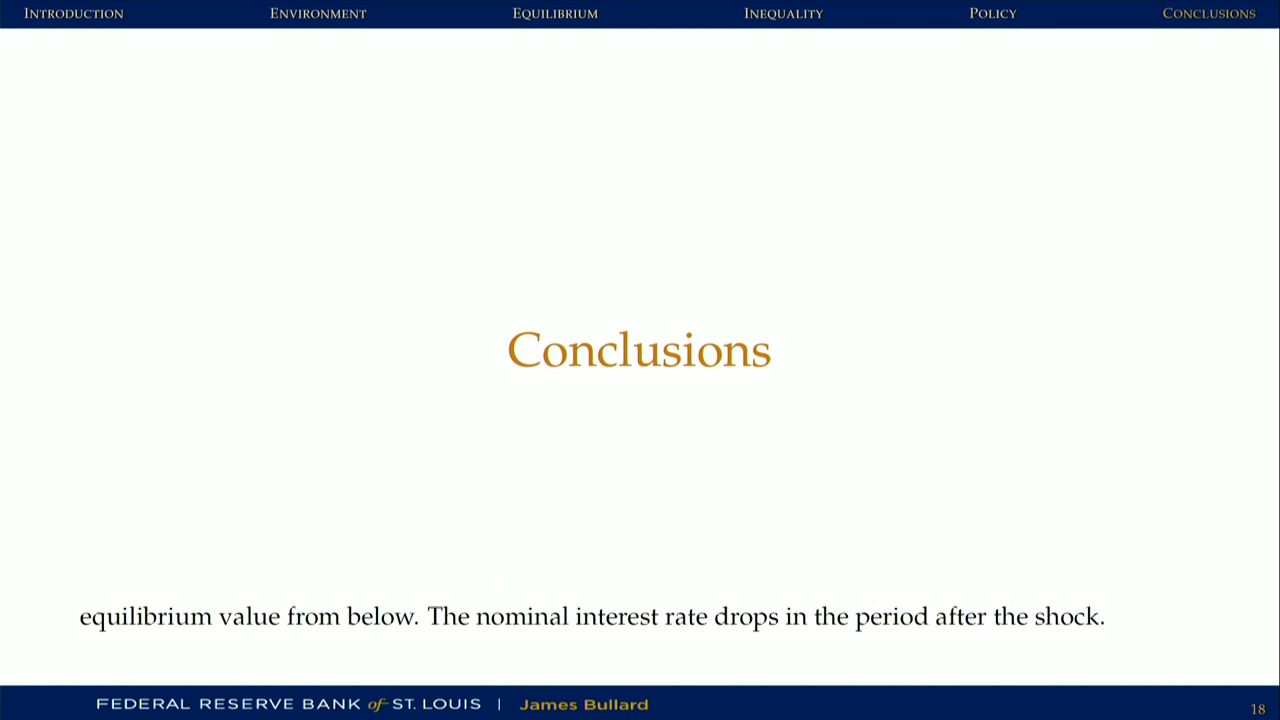 INTRODUCTION ENVIRONMENT EQUILIBRIUM INEQUALITY POLICY CONCLUSIONS
Conclusions
equilibrium value from below. The nominal interest rate drops in the period after the shock.
FEDERAL RESERVE BANK of ST. LOUIS | James Bullard
18